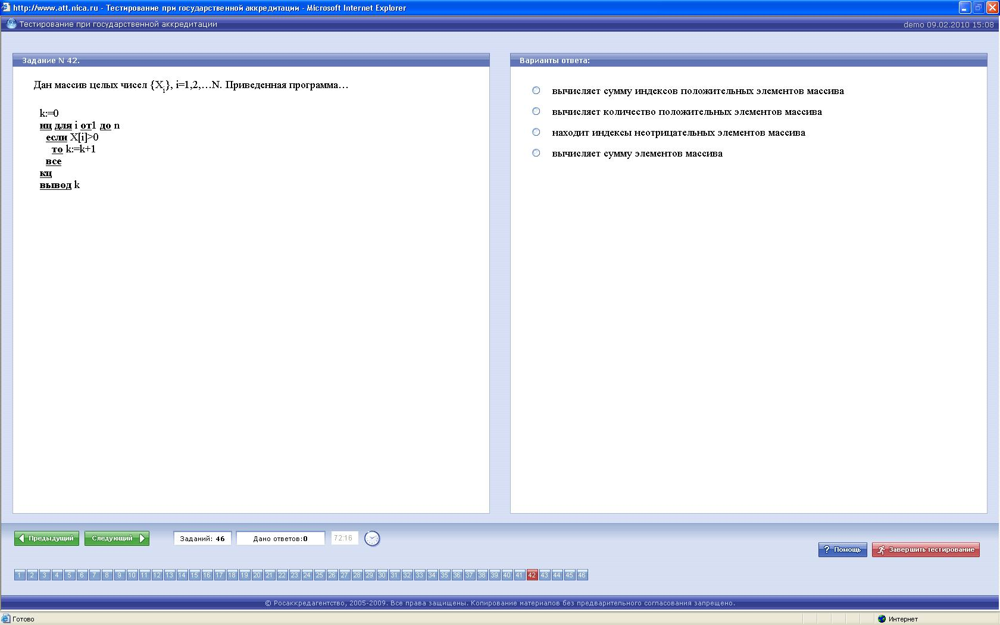 http://www.att.nica.ru - Тестирование при государственной аккредитации - Microsoft Internet Explorer
Тестирование при государственной аккредитации
demo 09.02.2010 15:08
Задание N 42.
Дан массив целых чисел {Xi}, i=1,2,…N. Приведенная программа…
k:=0
нц для i от1 до n
если X[i]>0
то k:=k+1
все
кц
вывод k
Варианты ответа:
вычисляет сумму индексов положительных элементов массива
вычисляет количество положительных элементов массива
находит индексы неотрицательных элементов массива
вычисляет сумму элементов массива
Предыдущий
Следующий
Заданий: 46
Дано ответов:0
72:16
? Помощь
Завершить тестирование
1 2 3 4 5 6 7 8 9 10 11 12 13 14 15 16 17 18 19 20 21 22 23 24 25 26 27 28 29 30 31 32 33 34 35 36 37 38 39 40 41 42 43 44 45 46
© Росаккредагентство, 2005-2009. Все права защищены. Копирование материалов без предварительного согласования запрещено.
Готово
Интернет